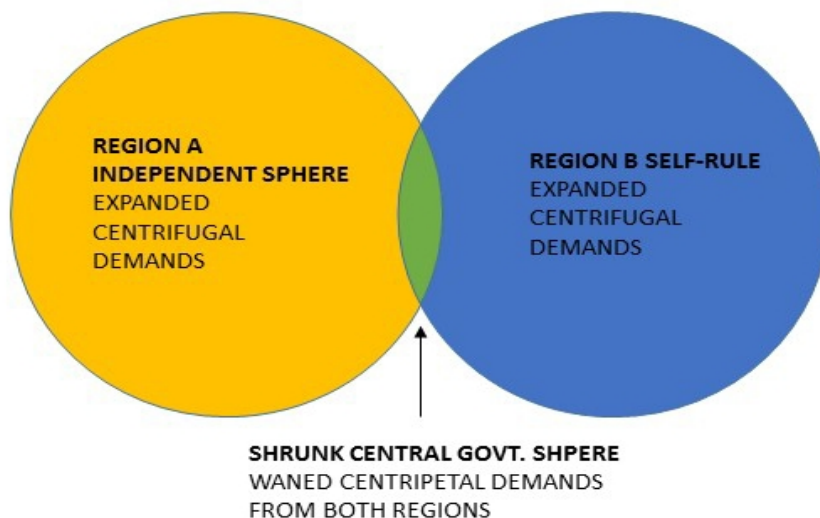 REGION A
INDEPENDENT SPHERE
EXPANDED
CENTRIFUGAL
DEMANDS
REGION B SELF-RULE
EXPANDED
CENTRIFUGAL
DEMANDS
SHRUNK CENTRAL GOVT. SHPERE
WANED CENTRIPETAL DEMANDS
FROM BOTH REGIONS